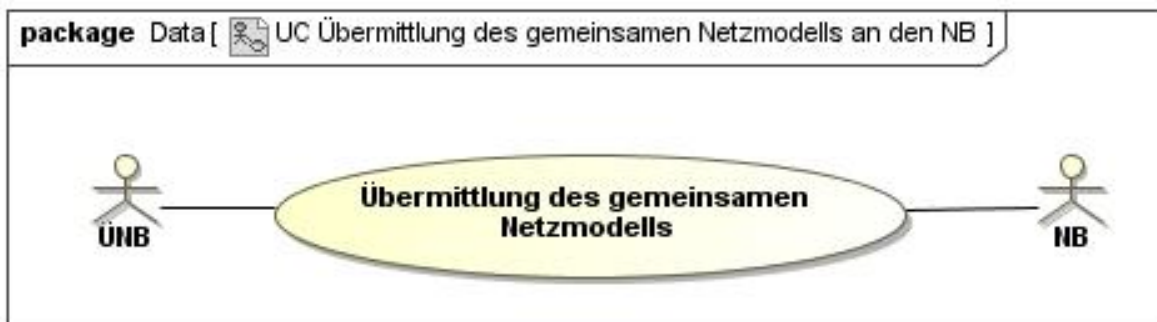 package Data [ UC Übermittlung des gemeinsamen Netzmodells an den NB ]
Übermittlung des gemeinsamen
Netzmodells
ÜNB
NB